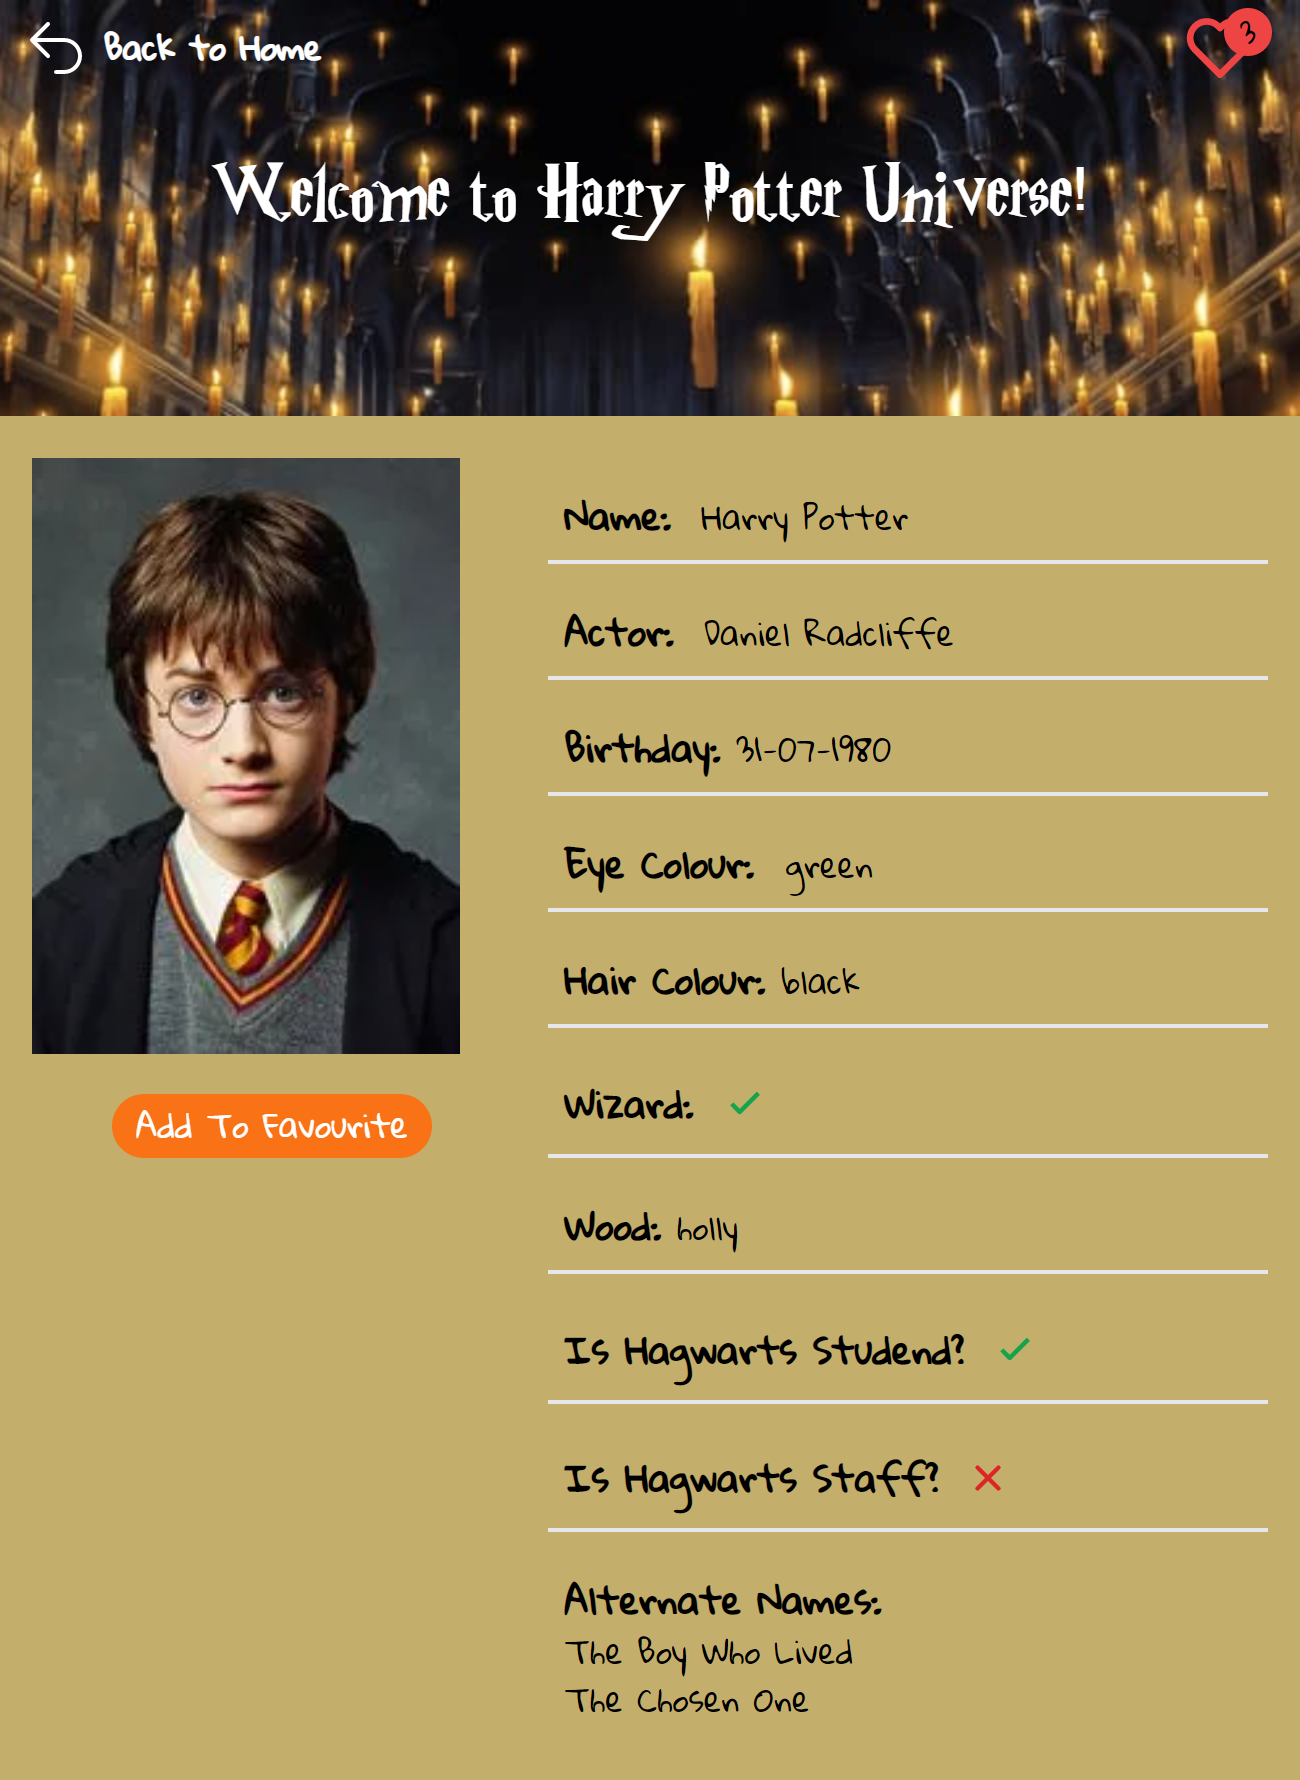 Back to Home
3
Welcome to Harry Potter Universe!
Name: Harry Potter
Actor: Daniel Radcliffe
Birthday: 31-07-1980
Eye Colour: green
Hair Colour: black
Wizard:
Wood: holly
Is Hagwarts Studend?
Is Hagwarts Staff?
Alternate Names:
The Boy Who Lived
The Chosen One
Add To Favourite